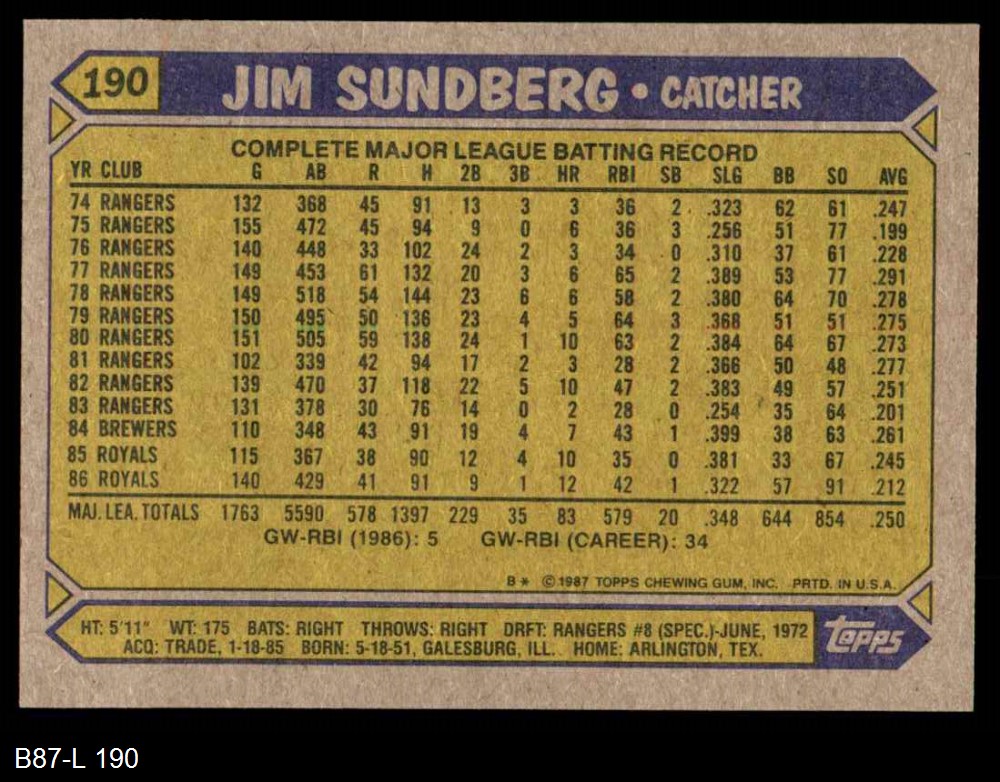 190 JIM SUNDBERG • CATCHER
COMPLETE MAJOR LEAGUE BATTING RECORD
YR CLUB G AB R H 2B 3B HR RBI SB SLG BB SO AVG
74 RANGERS 132 368 45 91 13 3 3 36 2 .323 62 61 .247
75 RANGERS 155 472 45 94 9 0 6 36 3 .256 51 77 .199
76 RANGERS 140 448 33 102 24 2 3 34 0 .310 37 61 .228
77 RANGERS 149 453 61 132 20 3 6 65 2 .389 53 77 .291
78 RANGERS 149 518 54 144 23 6 6 58 2 .380 64 70 .278
79 RANGERS 150 495 50 136 23 4 5 64 3 .368 51 51 .275
80 RANGERS 151 505 59 138 24 1 10 63 2 .384 64 67 .273
81 RANGERS 102 339 42 94 17 2 3 28 2 .366 50 48 .277
82 RANGERS 139 470 37 118 22 5 10 47 2 .383 49 57 .251
83 RANGERS 131 378 30 76 14 0 2 28 0 .254 35 64 .201
84 BREWERS 110 348 43 91 19 4 7 43 1 .399 38 63 .261
85 ROYALS 115 367 38 90 12 4 10 35 0 .381 33 67 .245
86 ROYALS 140 429 41 91 9 1 12 42 1 .322 57 91 .212
MAJ. LEA. TOTALS 1763 5590 578 1397 229 35 83 579 20 .348 644 854 .250
GW-RBI (1986): 5 GW-RBI (CAREER): 34
B* ©1987 TOPPS CHEWING GUM, INC. PRTD. IN U.S.A.
HT: 5'11" WT: 175 BATS: RIGHT THROWS: RIGHT DRFT: RANGERS #8 (SPEC.)-JUNE, 1972
ACQ: TRADE, 1-18-85 BORN: 5-18-51, GALESBURG, ILL. HOME: ARLINGTON, TEX.
topps
B87-L 190